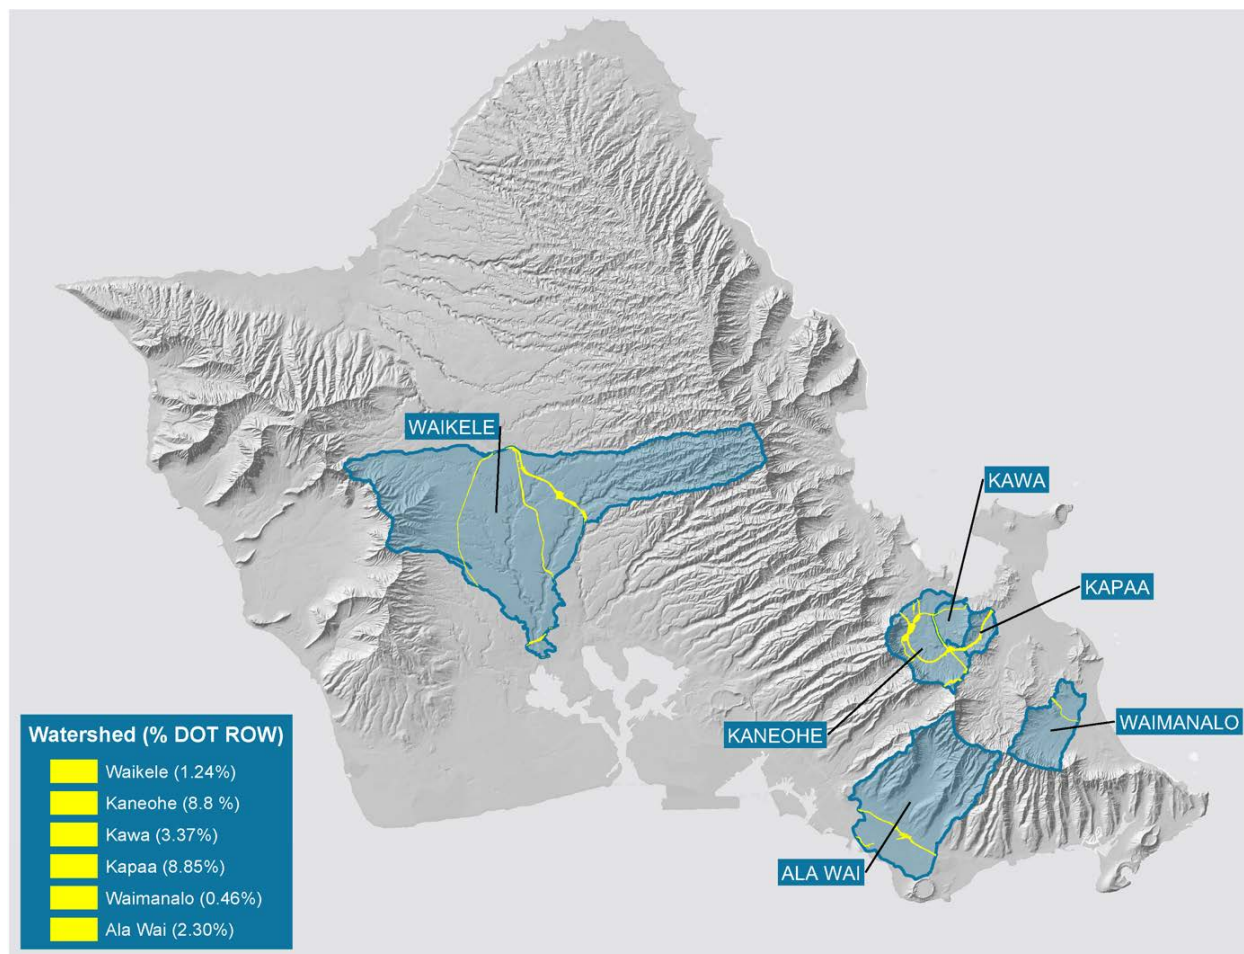 WAIKELE
KAWA
KAPAA
KANEOHE
WAIMANALO
ALA WAI
Watershed (% DOT ROW)
Waikele (1.24%)
Kaneohe (8.8 %)
Kawa (3.37%)
Kapaa (8.85%)
Waimanalo (0.46%)
Ala Wai (2.30%)